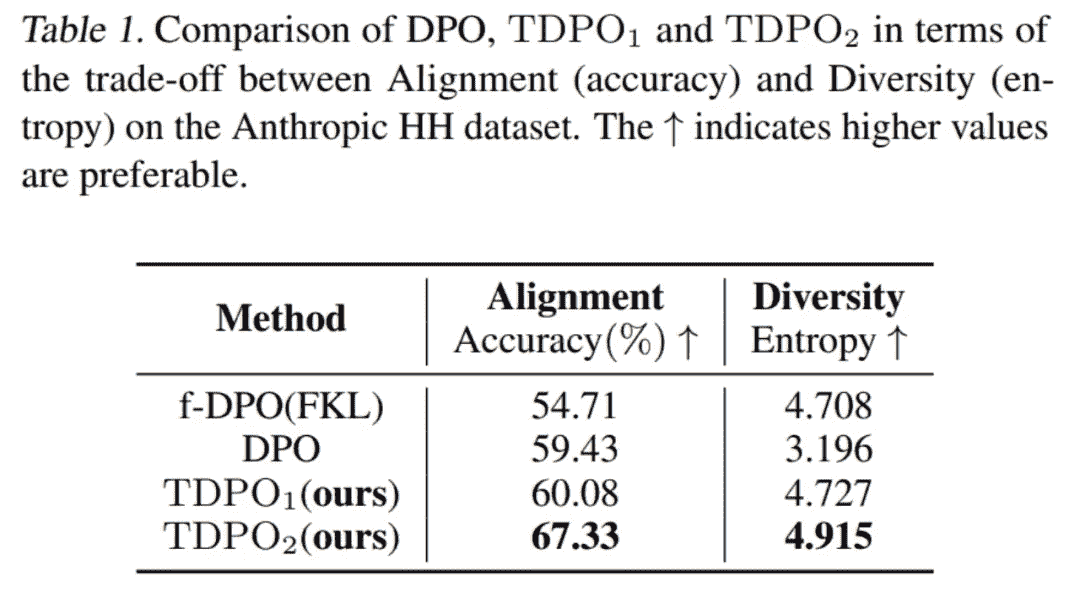 Table 1. Comparison of DPO, TDPO₁ and TDPO₂ in terms of
the trade-off between Alignment (accuracy) and Diversity (en-
tropy) on the Anthropic HH dataset. The ↑ indicates higher values
are preferable.
Method Alignment Diversity
Accuracy(%) ↑ Entropy ↑
f-DPO(FKL) 54.71 4.708
DPO 59.43 3.196
TDPO₁(ours) 60.08 4.727
TDPO₂(ours) 67.33 4.915